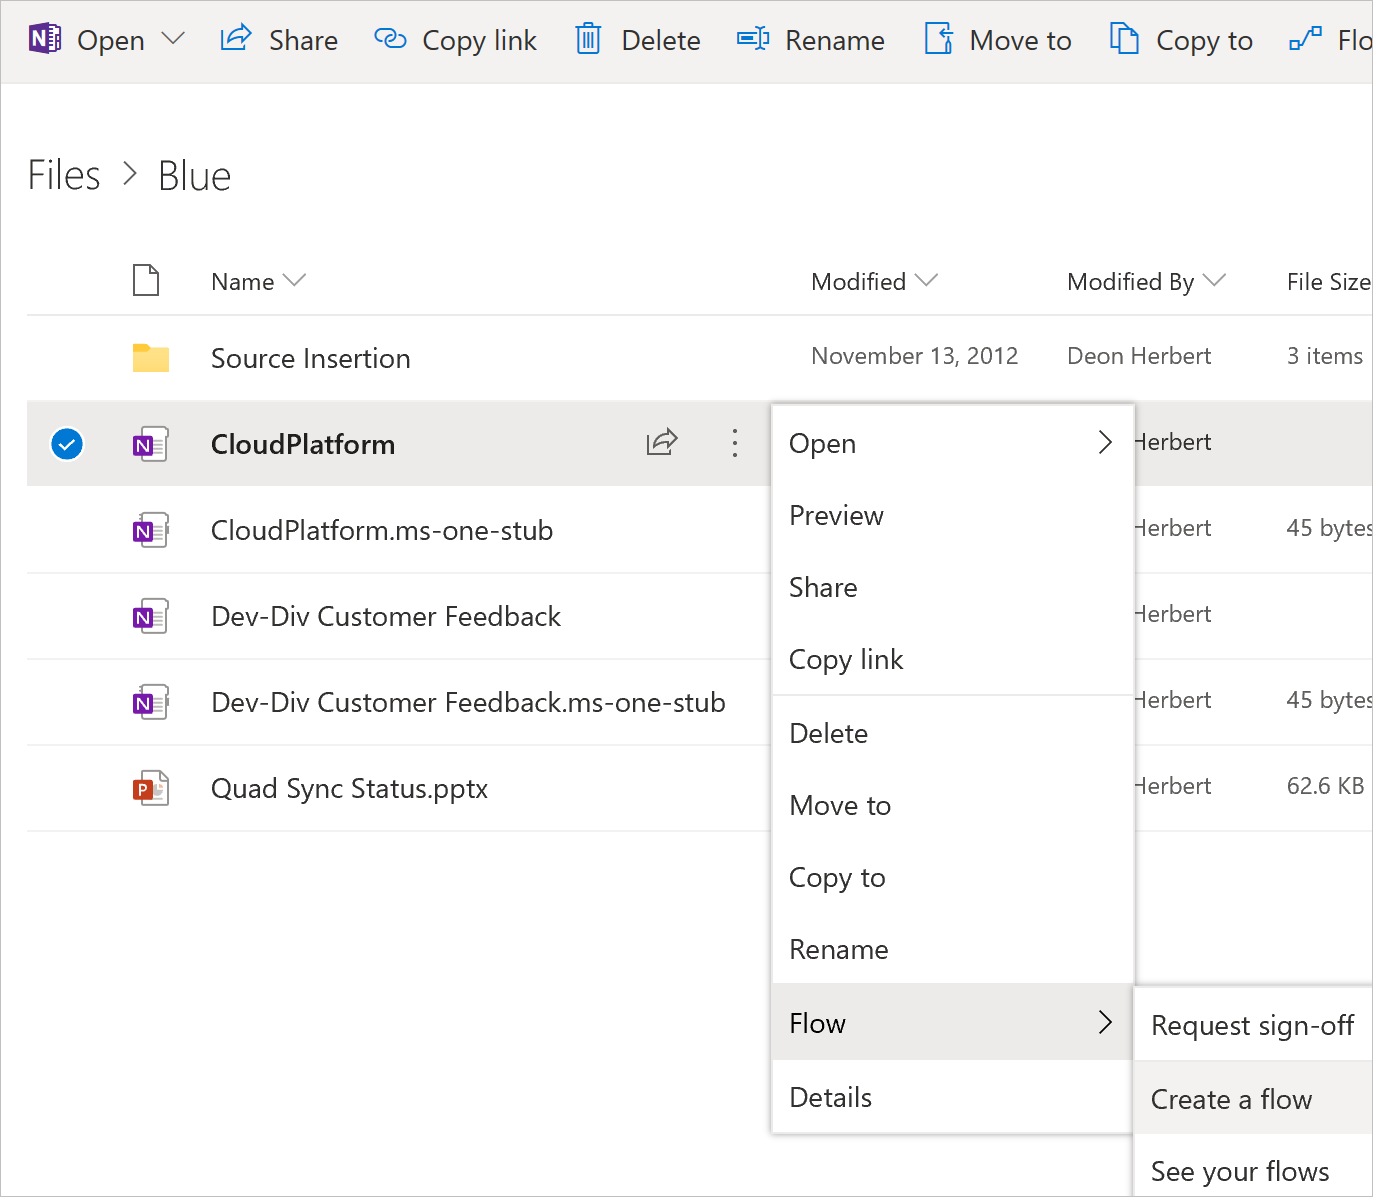 Open Share Copy link Delete Rename Move to Copy to Flo
Files > Blue
Name Modified Modified By File Size
Source Insertion November 13, 2012 Deon Herbert 3 items
CloudPlatform Herbert
CloudPlatform.ms-one-stub Herbert 45 bytes
Dev-Div Customer Feedback Herbert
Dev-Div Customer Feedback.ms-one-stub Herbert 45 bytes
Quad Sync Status.pptx Herbert 62.6 KB
Open
Preview
Share
Copy link
Delete
Move to
Copy to
Rename
Flow
Details
Request sign-off
Create a flow
See your flows